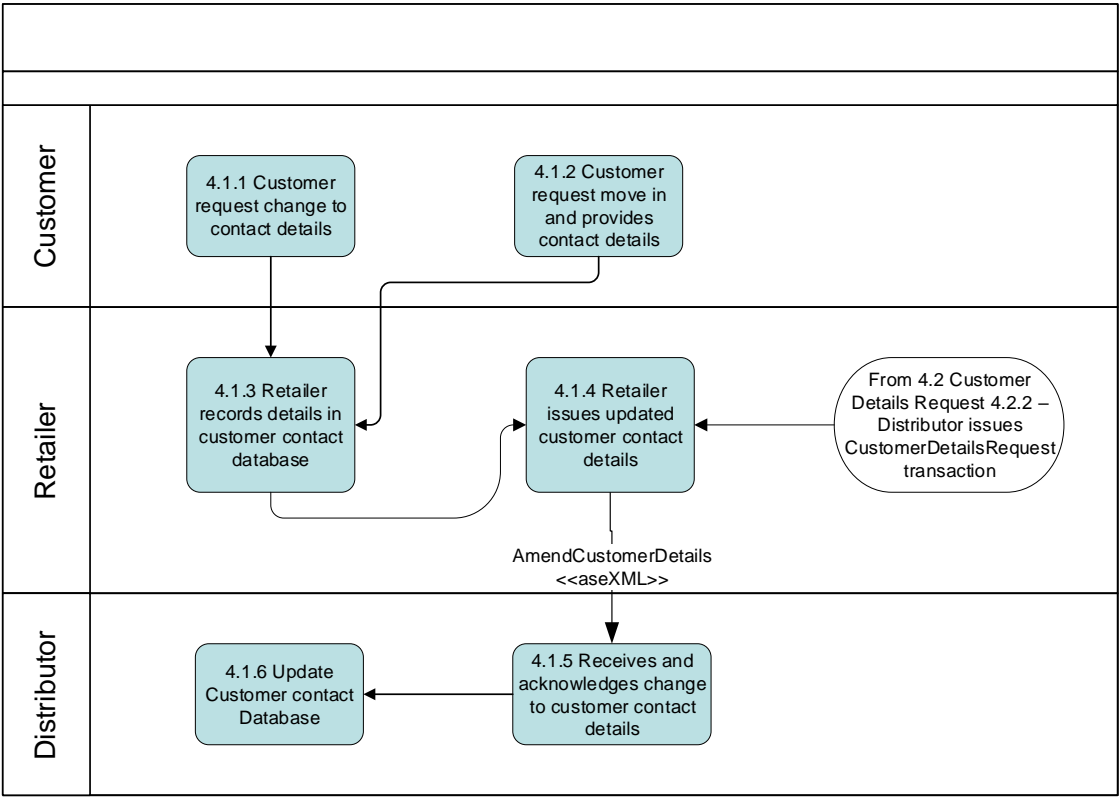 Customer
4.1.1 Customer
request change to
contact details
4.1.2 Customer
request move in
and provides
contact details
Retailer
4.1.3 Retailer
records details in
customer contact
database
4.1.4 Retailer
issues updated
customer contact
details
From 4.2 Customer
Details Request 4.2.2 –
Distributor issues
CustomerDetailsRequest
transaction
AmendCustomerDetails
<<aseXML>>
Distributor
4.1.6 Update
Customer contact
Database
4.1.5 Receives and
acknowledges change
to customer contact
details